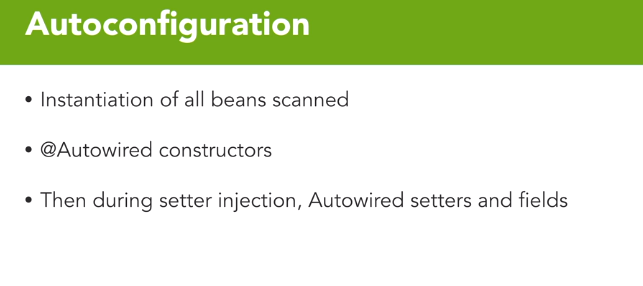 Autoconfiguration
• Instantiation of all beans scanned
• @Autowired constructors
• Then during setter injection, Autowired setters and fields